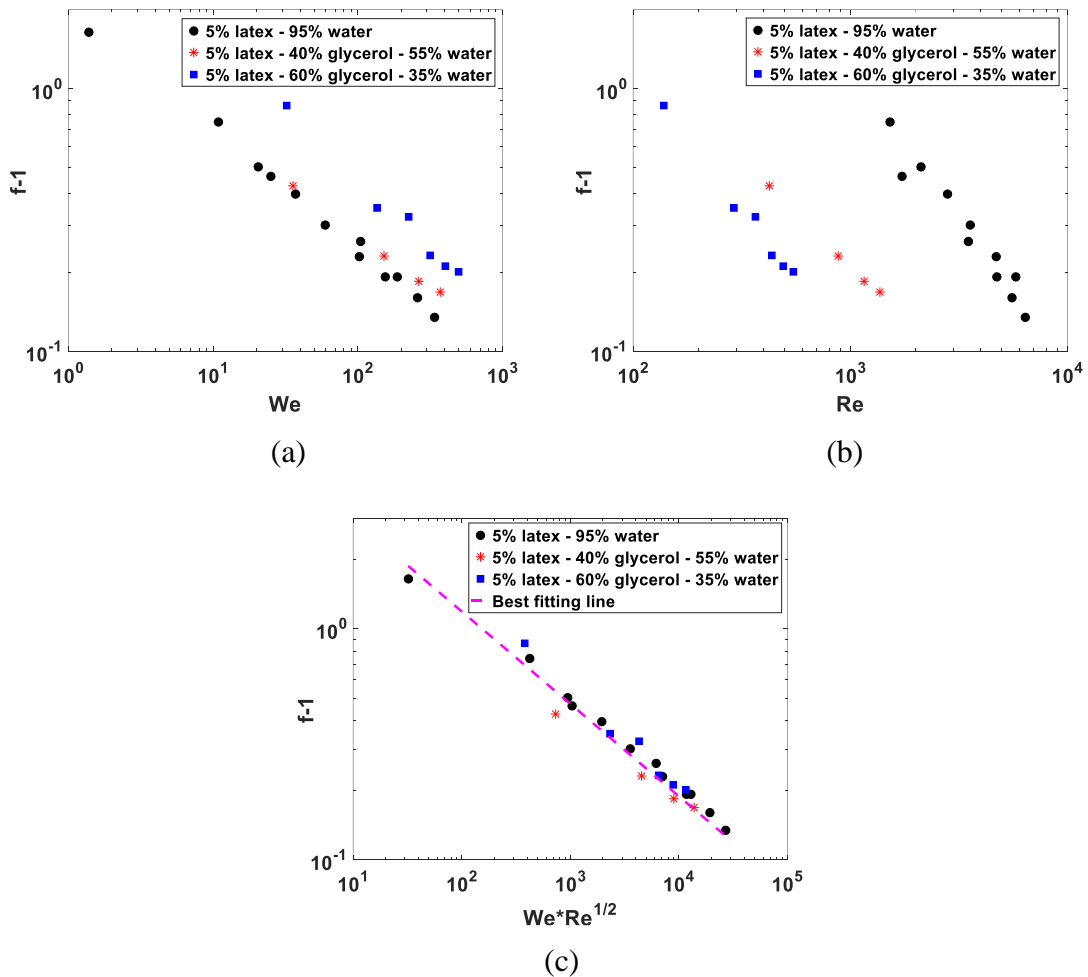 5% latex - 95% water
5% latex - 40% glycerol - 55% water
5% latex - 60% glycerol - 35% water
10^0
10^-1
f-1
10^0 10^1 10^2 10^3
We
(a)
5% latex - 95% water
5% latex - 40% glycerol - 55% water
5% latex - 60% glycerol - 35% water
10^0
10^-1
f-1
10^2 10^3 10^4
Re
(b)
5% latex - 95% water
5% latex - 40% glycerol - 55% water
5% latex - 60% glycerol - 35% water
Best fitting line
10^0
10^-1
f-1
10^1 10^2 10^3 10^4 10^5
We*Re^1/2
(c)